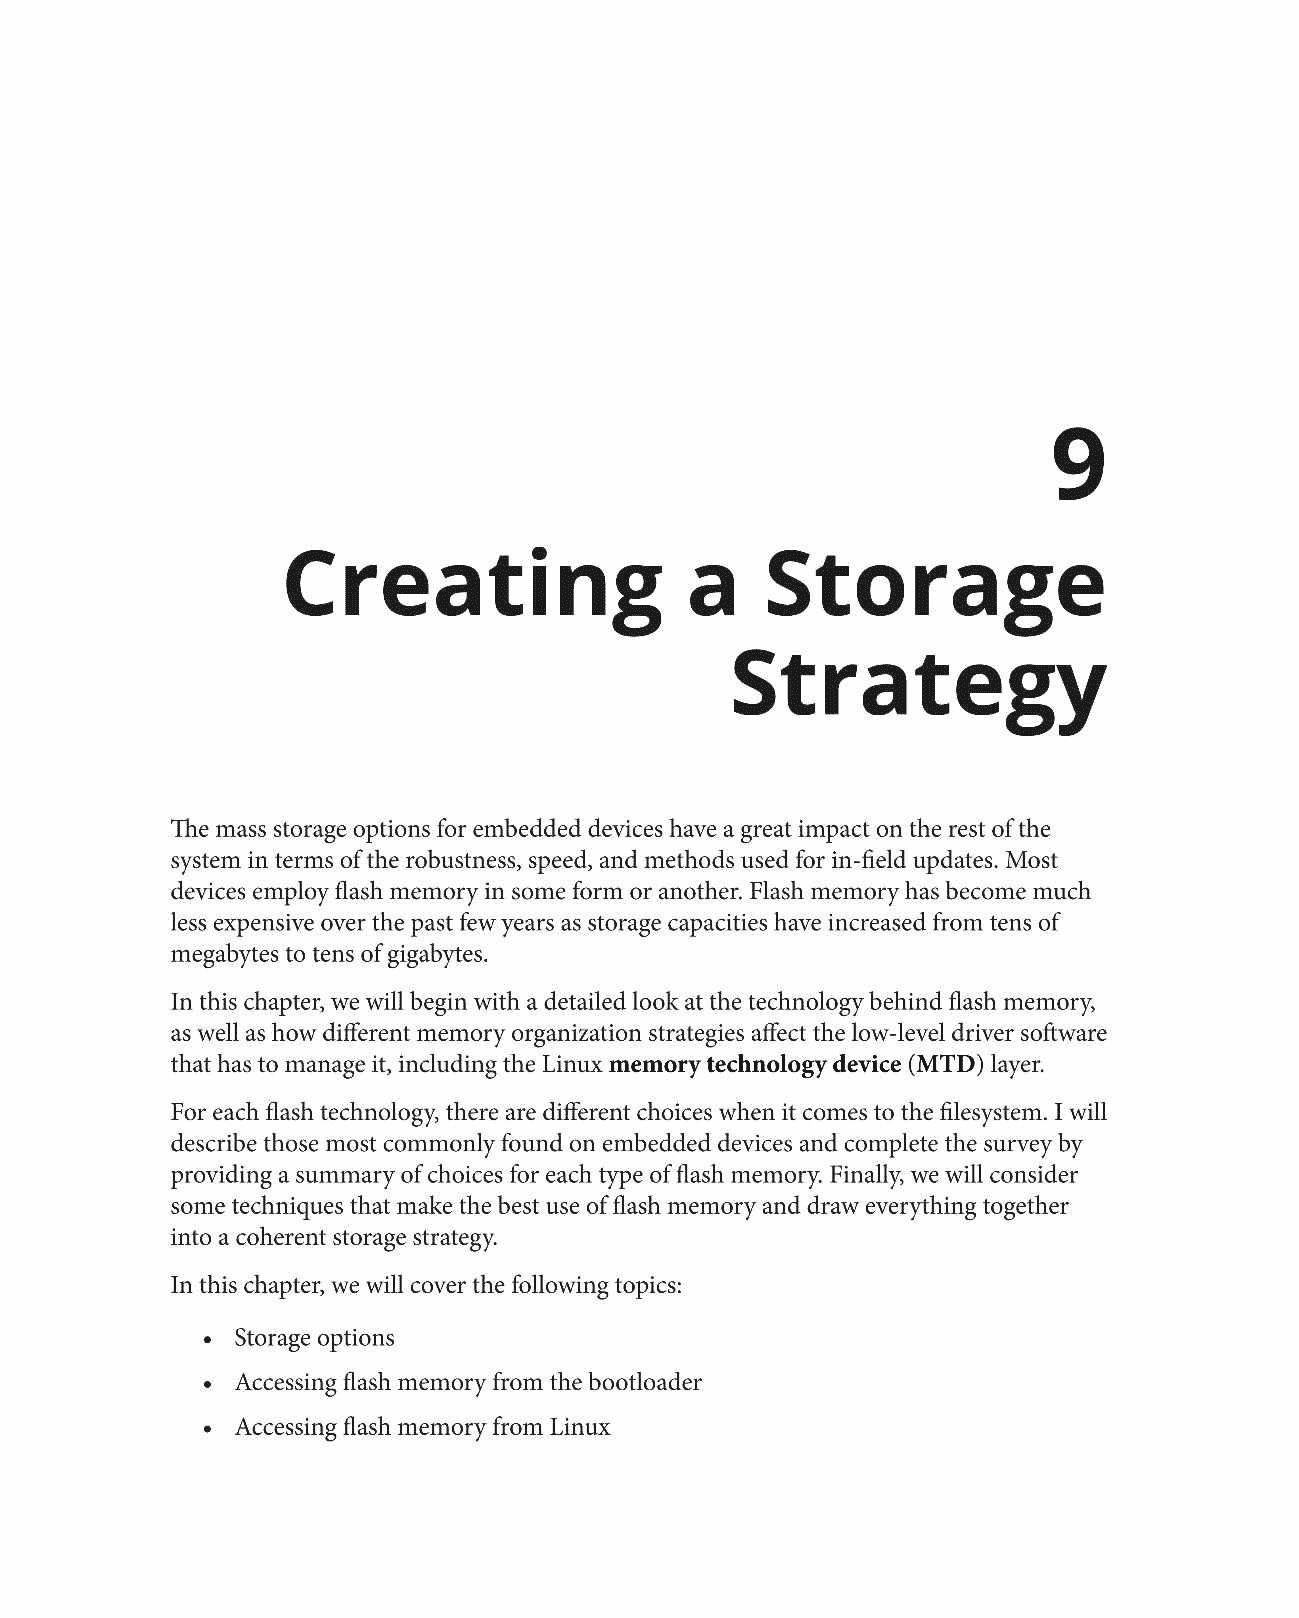 9
Creating a Storage
Strategy
The mass storage options for embedded devices have a great impact on the rest of the
system in terms of the robustness, speed, and methods used for in-field updates. Most
devices employ flash memory in some form or another. Flash memory has become much
less expensive over the past few years as storage capacities have increased from tens of
megabytes to tens of gigabytes.
In this chapter, we will begin with a detailed look at the technology behind flash memory,
as well as how different memory organization strategies affect the low-level driver software
that has to manage it, including the Linux memory technology device (MTD) layer.
For each flash technology, there are different choices when it comes to the filesystem. I will
describe those most commonly found on embedded devices and complete the survey by
providing a summary of choices for each type of flash memory. Finally, we will consider
some techniques that make the best use of flash memory and draw everything together
into a coherent storage strategy.
In this chapter, we will cover the following topics:
• Storage options
• Accessing flash memory from the bootloader
• Accessing flash memory from Linux